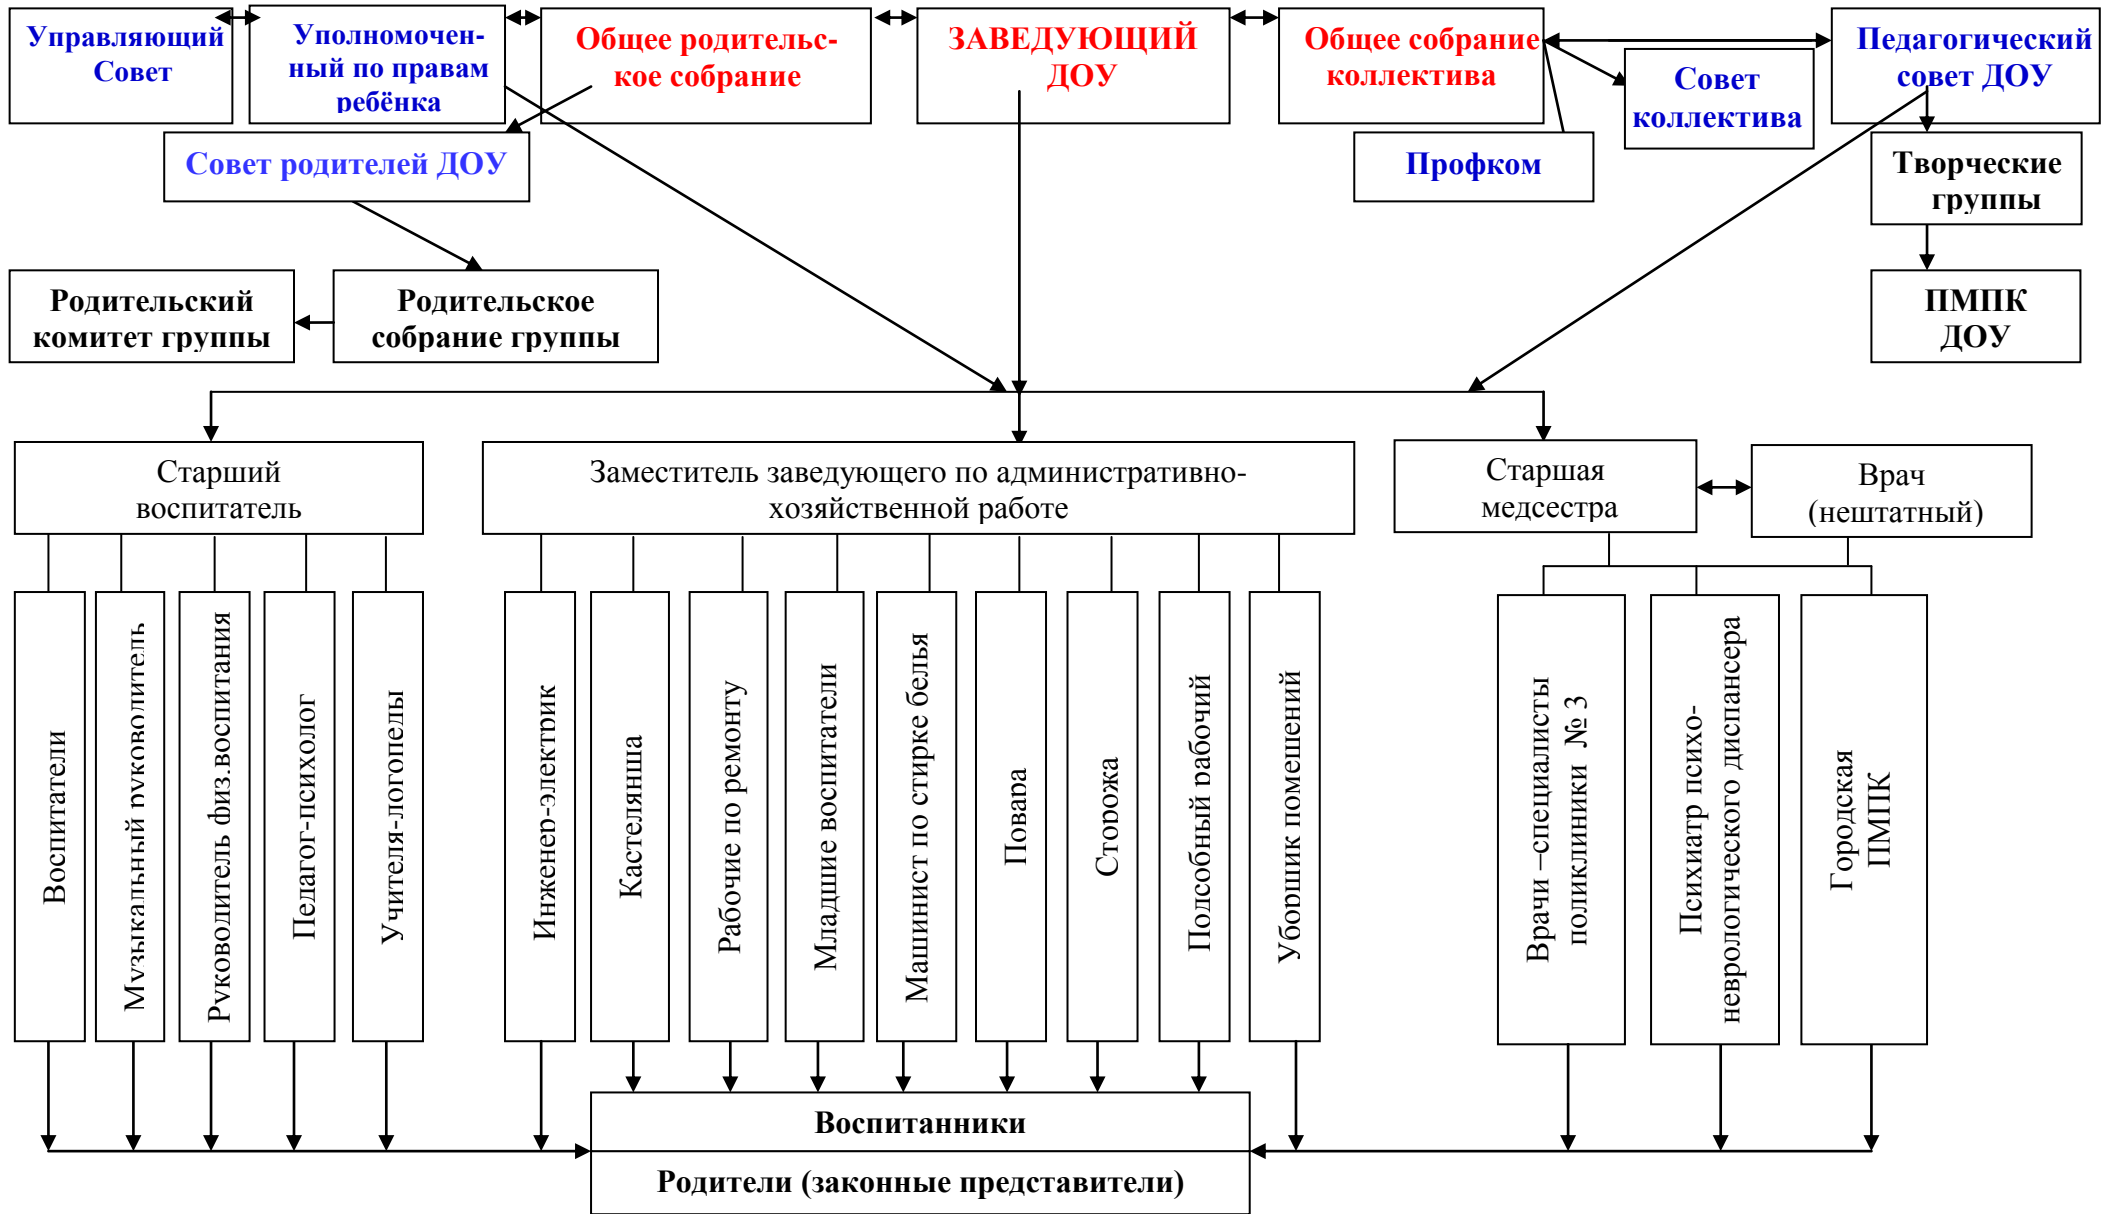 Управляющий
Совет
Уполномочен-
ный по правам
ребёнка
Общее родительс-
кое собрание
ЗАВЕДУЮЩИЙ
ДОУ
Общее собрание
коллектива
Педагогический
совет ДОУ
Совет
коллектива
Совет родителей ДОУ
Профком
Творческие
группы
Родительский
комитет группы
Родительское
собрание группы
ПМПК
ДОУ
Старший
воспитатель
Заместитель заведующего по административно-
хозяйственной работе
Старшая
медсестра
Врач
(нештатный)
Воспитатели
Музыкальный руководитель
Руководитель физ.воспитания
Педагог-психолог
Учителя-логопеды
Инженер-электрик
Кастелянша
Рабочие по ремонту
Младшие воспитатели
Машинист по стирке белья
Повара
Сторожа
Подсобный рабочий
Уборщик помещений
Врачи –специалисты
поликлиники № 3
Психиатр психо-
неврологического диспансера
Городская
ПМПК
Воспитанники
Родители (законные представители)